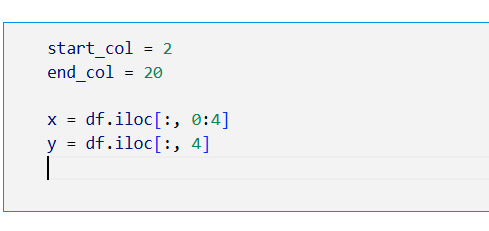 start_col = 2
end_col = 20
x = df.iloc[:, 0:4]
y = df.iloc[:, 4]